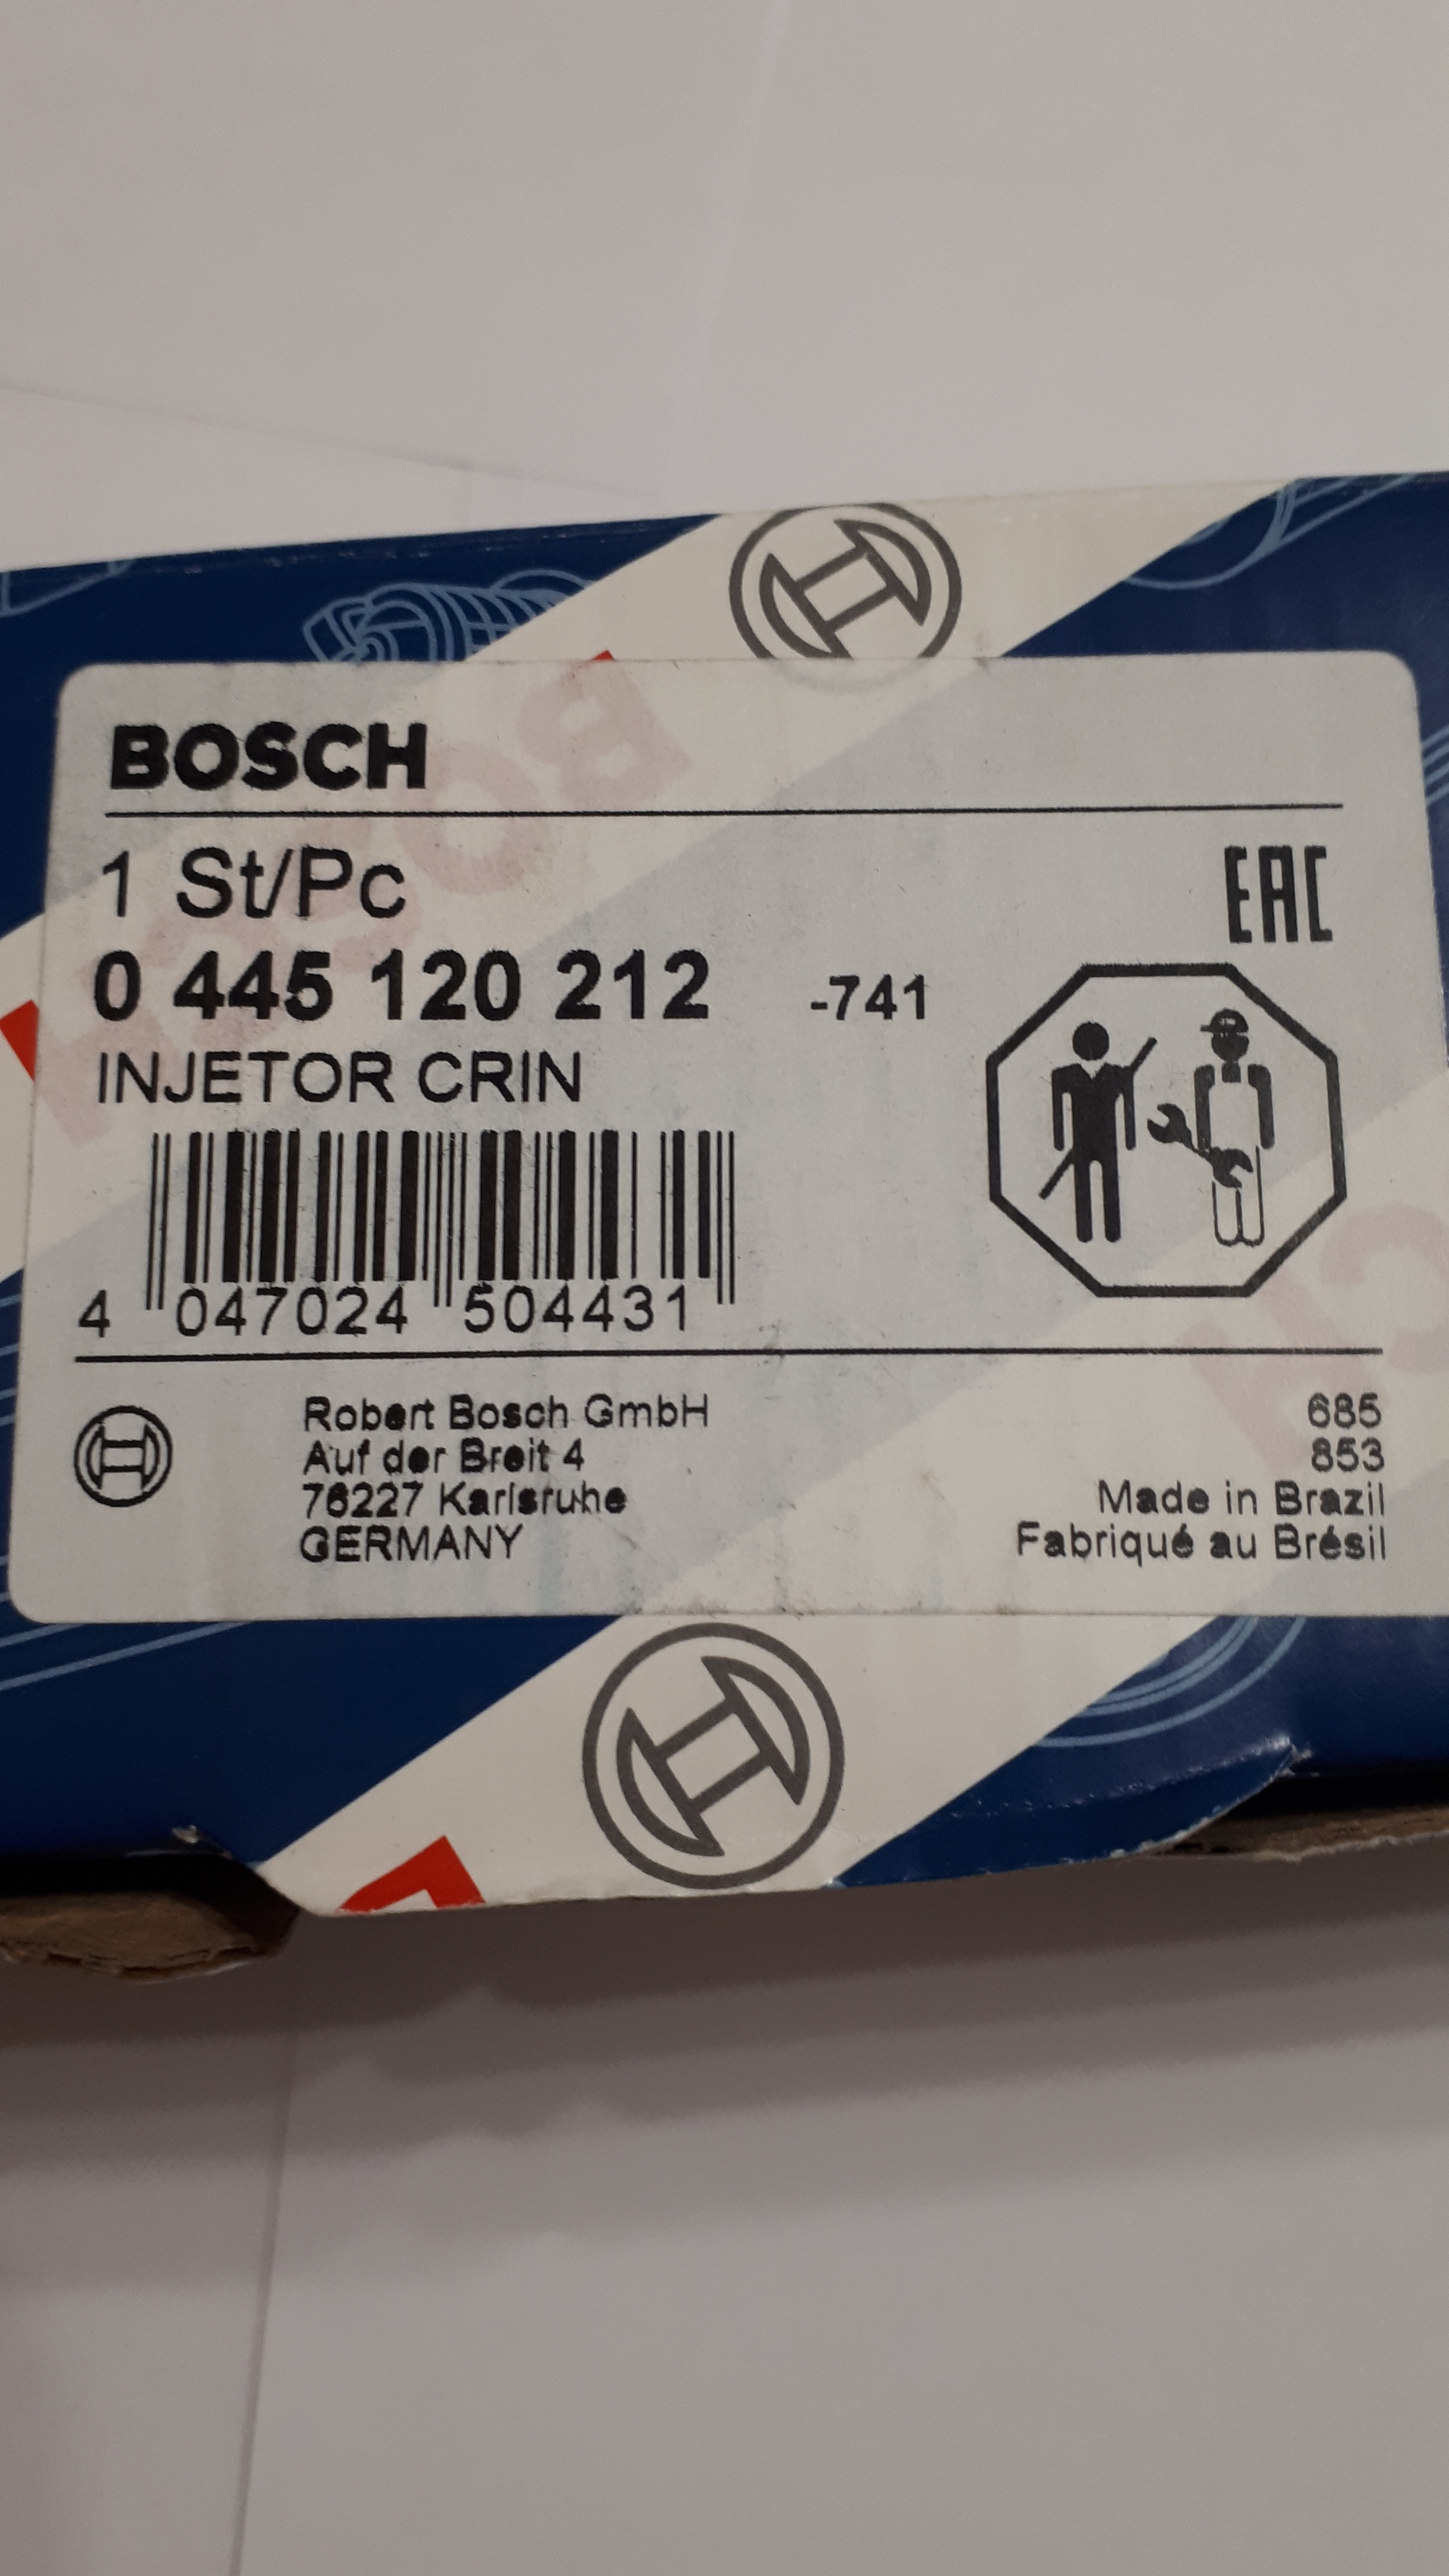 BOSCH
BOSCH
1 St/Pc
EAC
0 445 120 212 -741
INJETOR CRIN
4 047024 504431
Robert Bosch GmbH
Auf der Breit 4
76227 Karlsruhe
GERMANY
685
853
Made in Brazil
Fabriqué au Brésil